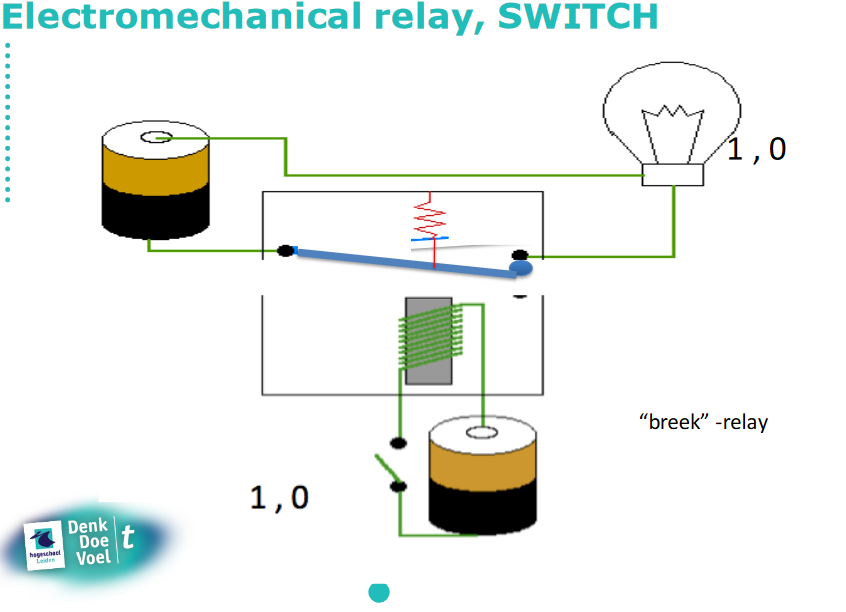 Electromechanical relay, SWITCH
1,0
“breek” -relay
1,0
Denk
Doe
Voel
t
hogeschool
Leiden